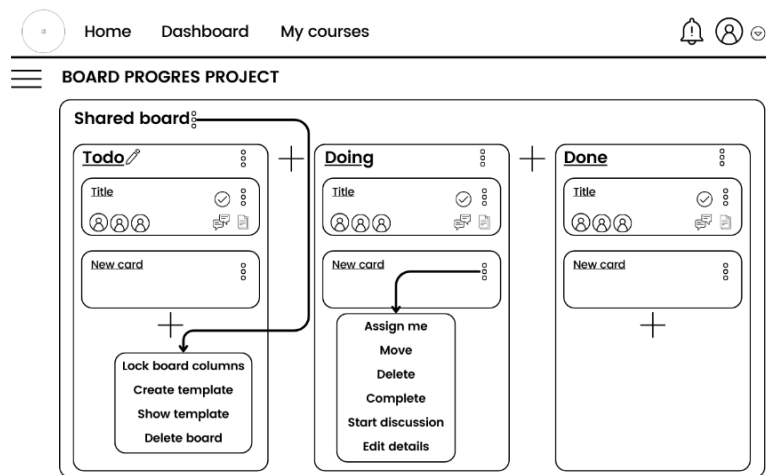 Home Dashboard My courses
BOARD PROGRES PROJECT
Shared board
Todo Doing Done
Title Title Title
New card New card New card
Lock board columns
Create template
Show template
Delete board
Assign me
Move
Delete
Complete
Start discussion
Edit details